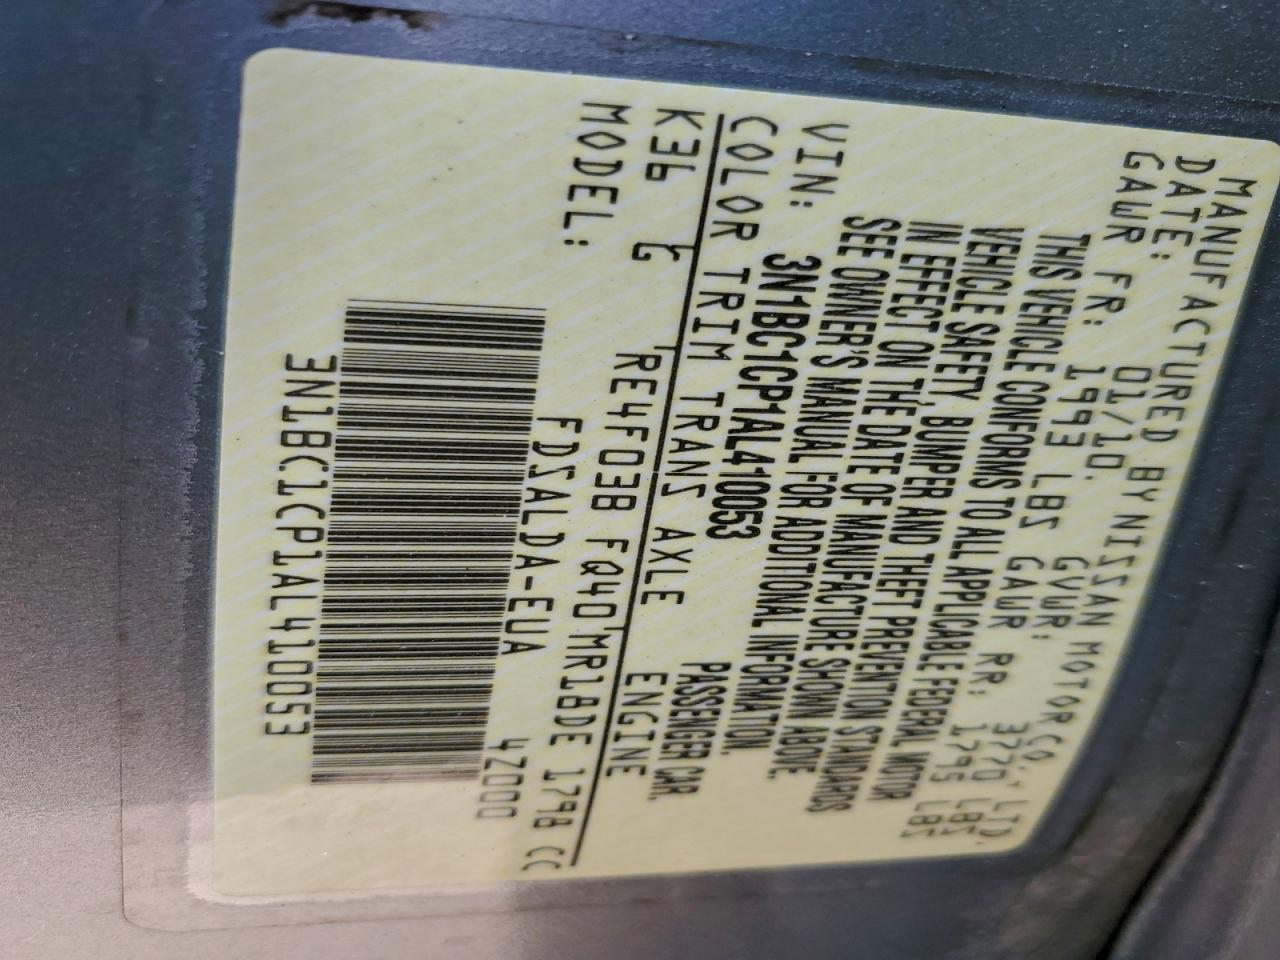 MANUFACTURED BY NISSAN MOTOR CO., LTD.
DATE: 01/10. GVWR: 3770 LBS
GAWR FR: 1993 LBS GAWR RR: 1795 LBS
THIS VEHICLE CONFORMS TO ALL APPLICABLE FEDERAL MOTOR
VEHICLE SAFETY, BUMPER AND THEFT PREVENTION STANDARDS
IN EFFECT ON THE DATE OF MANUFACTURE SHOWN ABOVE.
SEE OWNER'S MANUAL FOR ADDITIONAL INFORMATION.
VIN: 3N1BC1CP1AL410053 PASSENGER CAR.
COLOR TRIM TRANS AXLE ENGINE
K36 G RE4F03B FQ40 MR18DE 1798 CC
MODEL: FDSALDA-EUA 4Z000
3N1BC1CP1AL410053